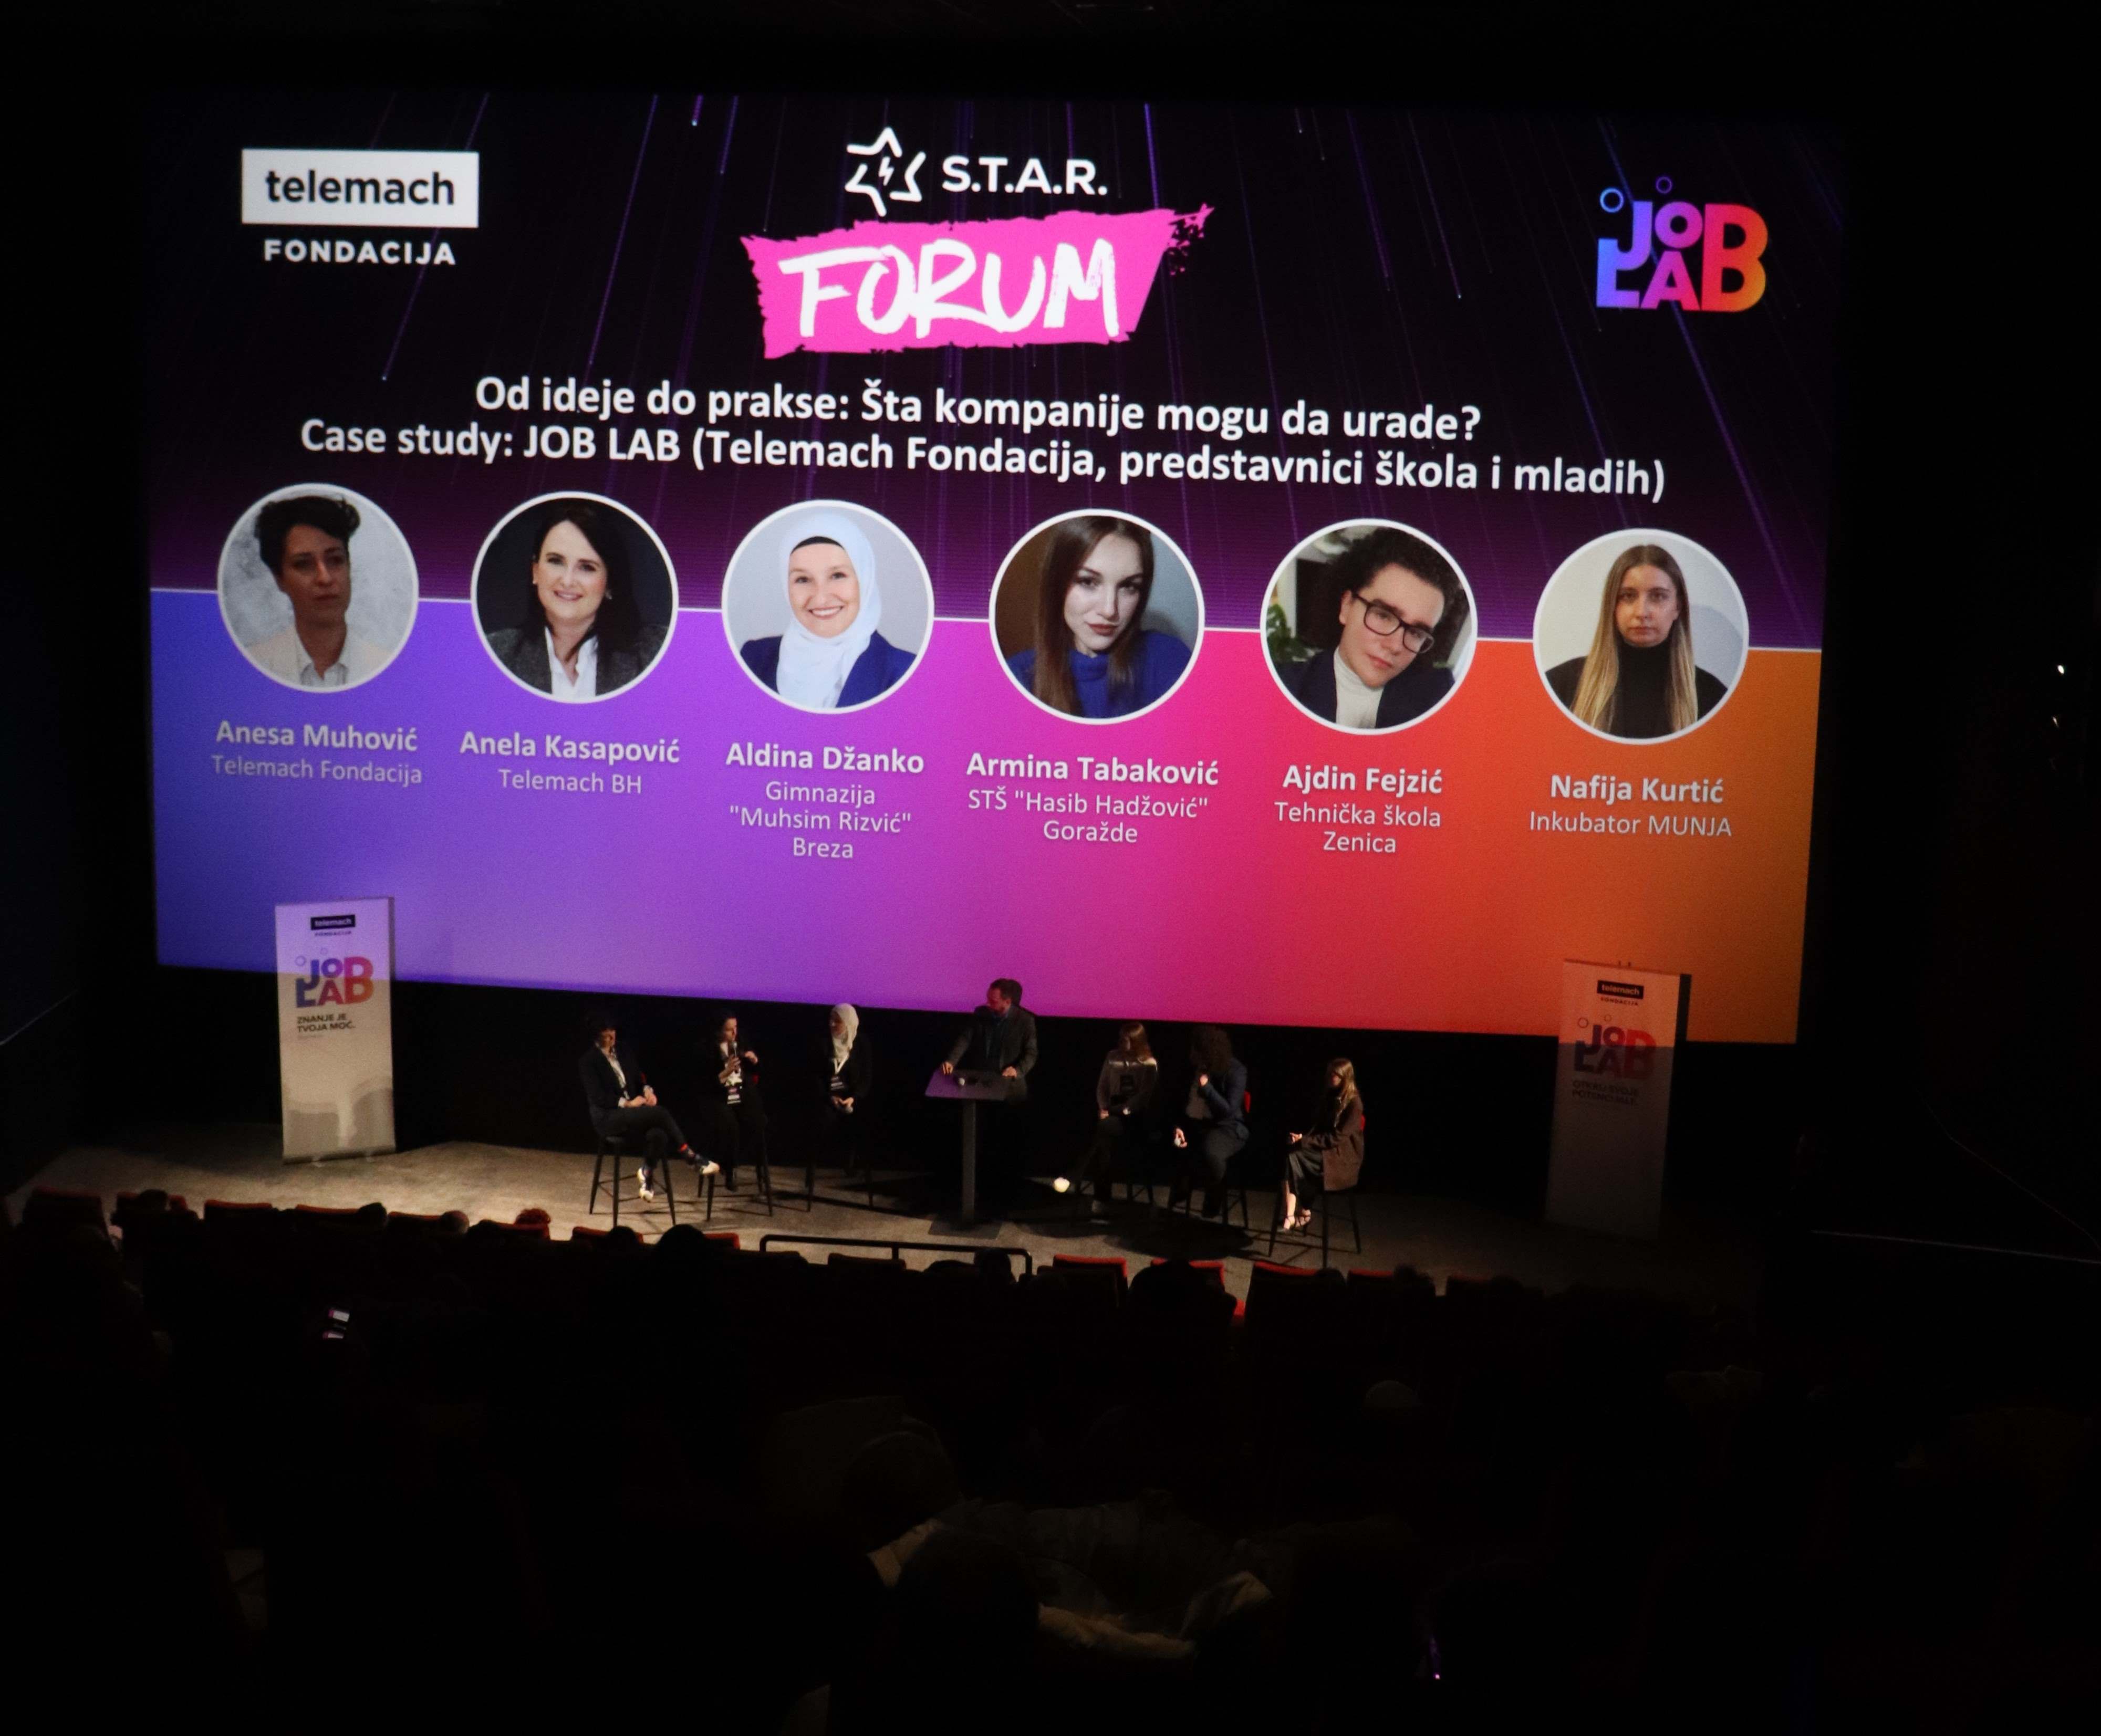 telemach
FONDACIJA
S.T.A.R.
FORUM
JOB
LAB
Od ideje do prakse: Šta kompanije mogu da urade?
Case study: JOB LAB (Telemach Fondacija, predstavnici škola i mladih)
Anesa Muhović
Telemach Fondacija
Anela Kasapović
Telemach BH
Aldina Džanko
Gimnazija
"Muhsim Rizvić"
Breza
Armina Tabaković
STŠ "Hasib Hadžović"
Goražde
Ajdin Fejzić
Tehnička škola
Zenica
Nafija Kurtić
Inkubator MUNJA
telemach
FONDACIJA
JOB
LAB
ZNANJE JE
TVOJA MOĆ.
telemach
FONDACIJA
JOB
LAB